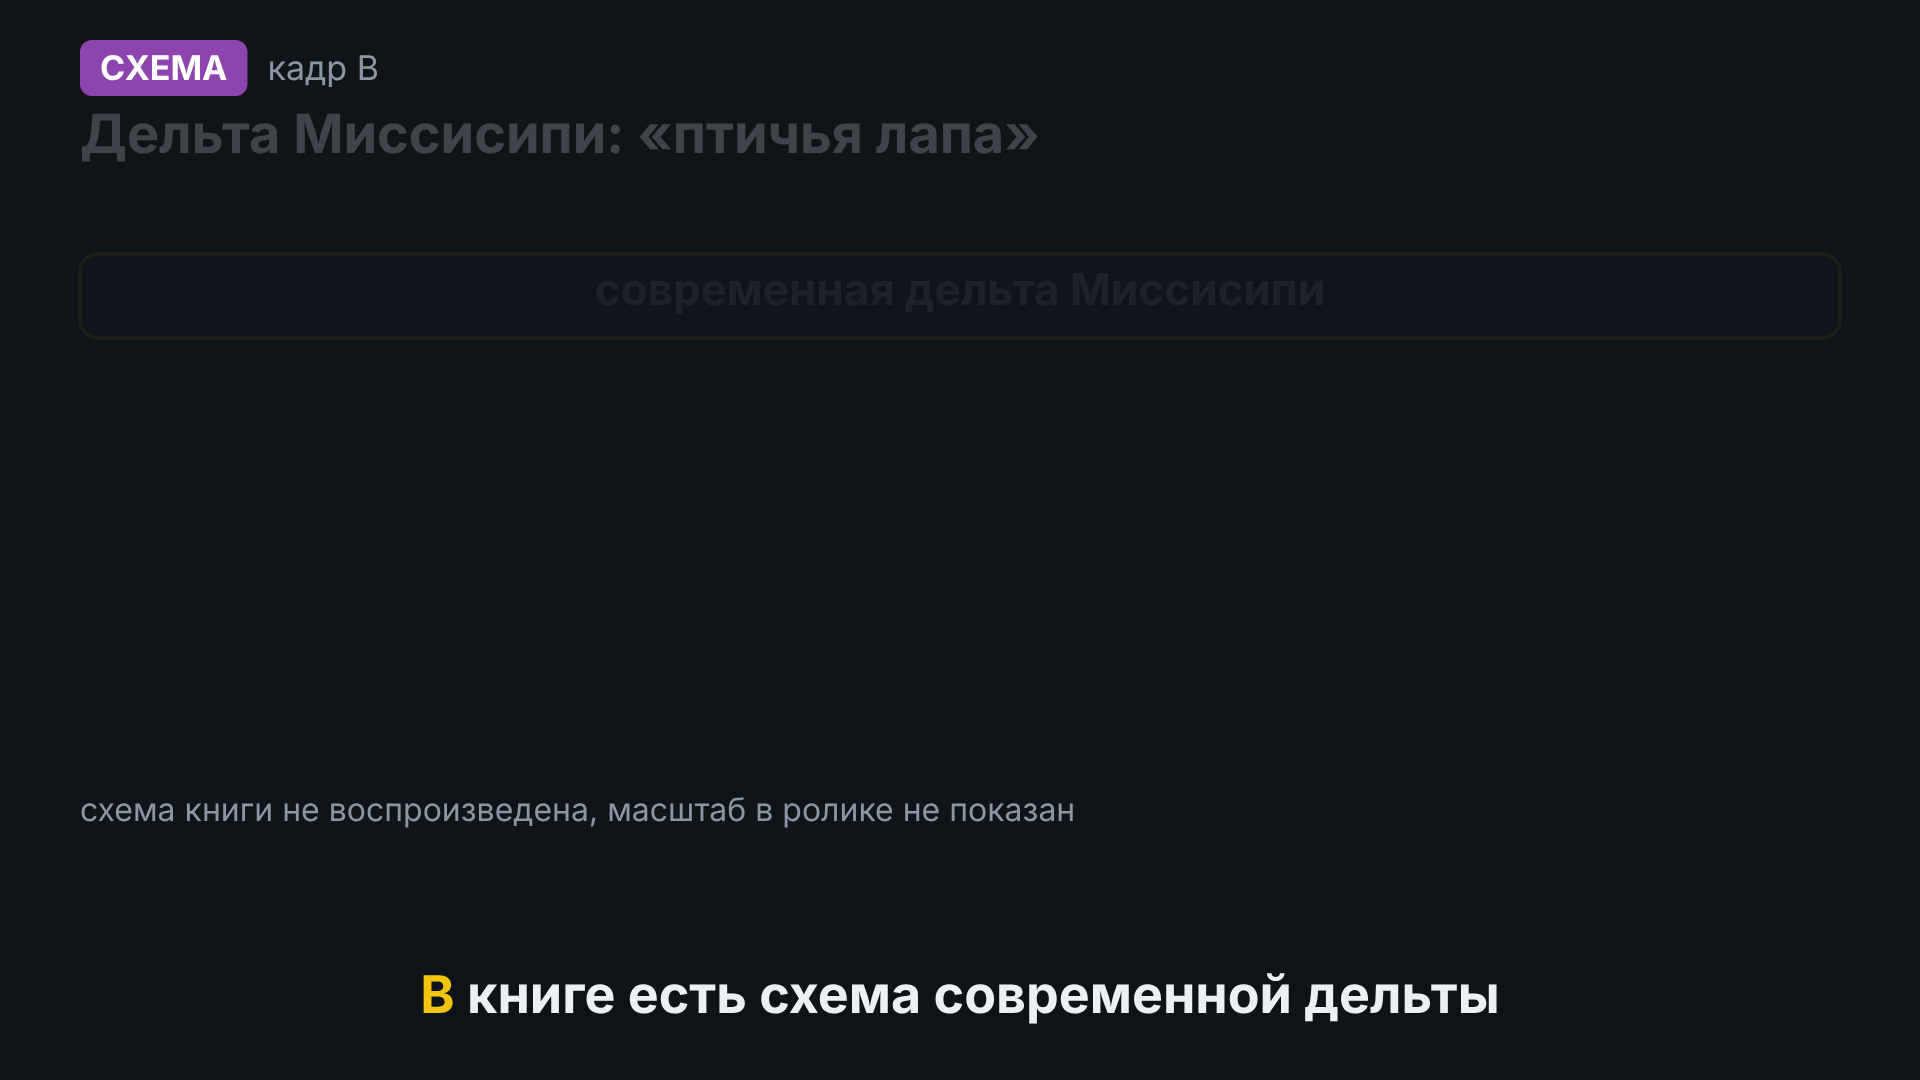 СХЕМА кадр В
Дельта Миссисипи: «птичья лапа»
современная дельта Миссисипи
схема книги не воспроизведена, масштаб в ролике не показан
В книге есть схема современной дельты